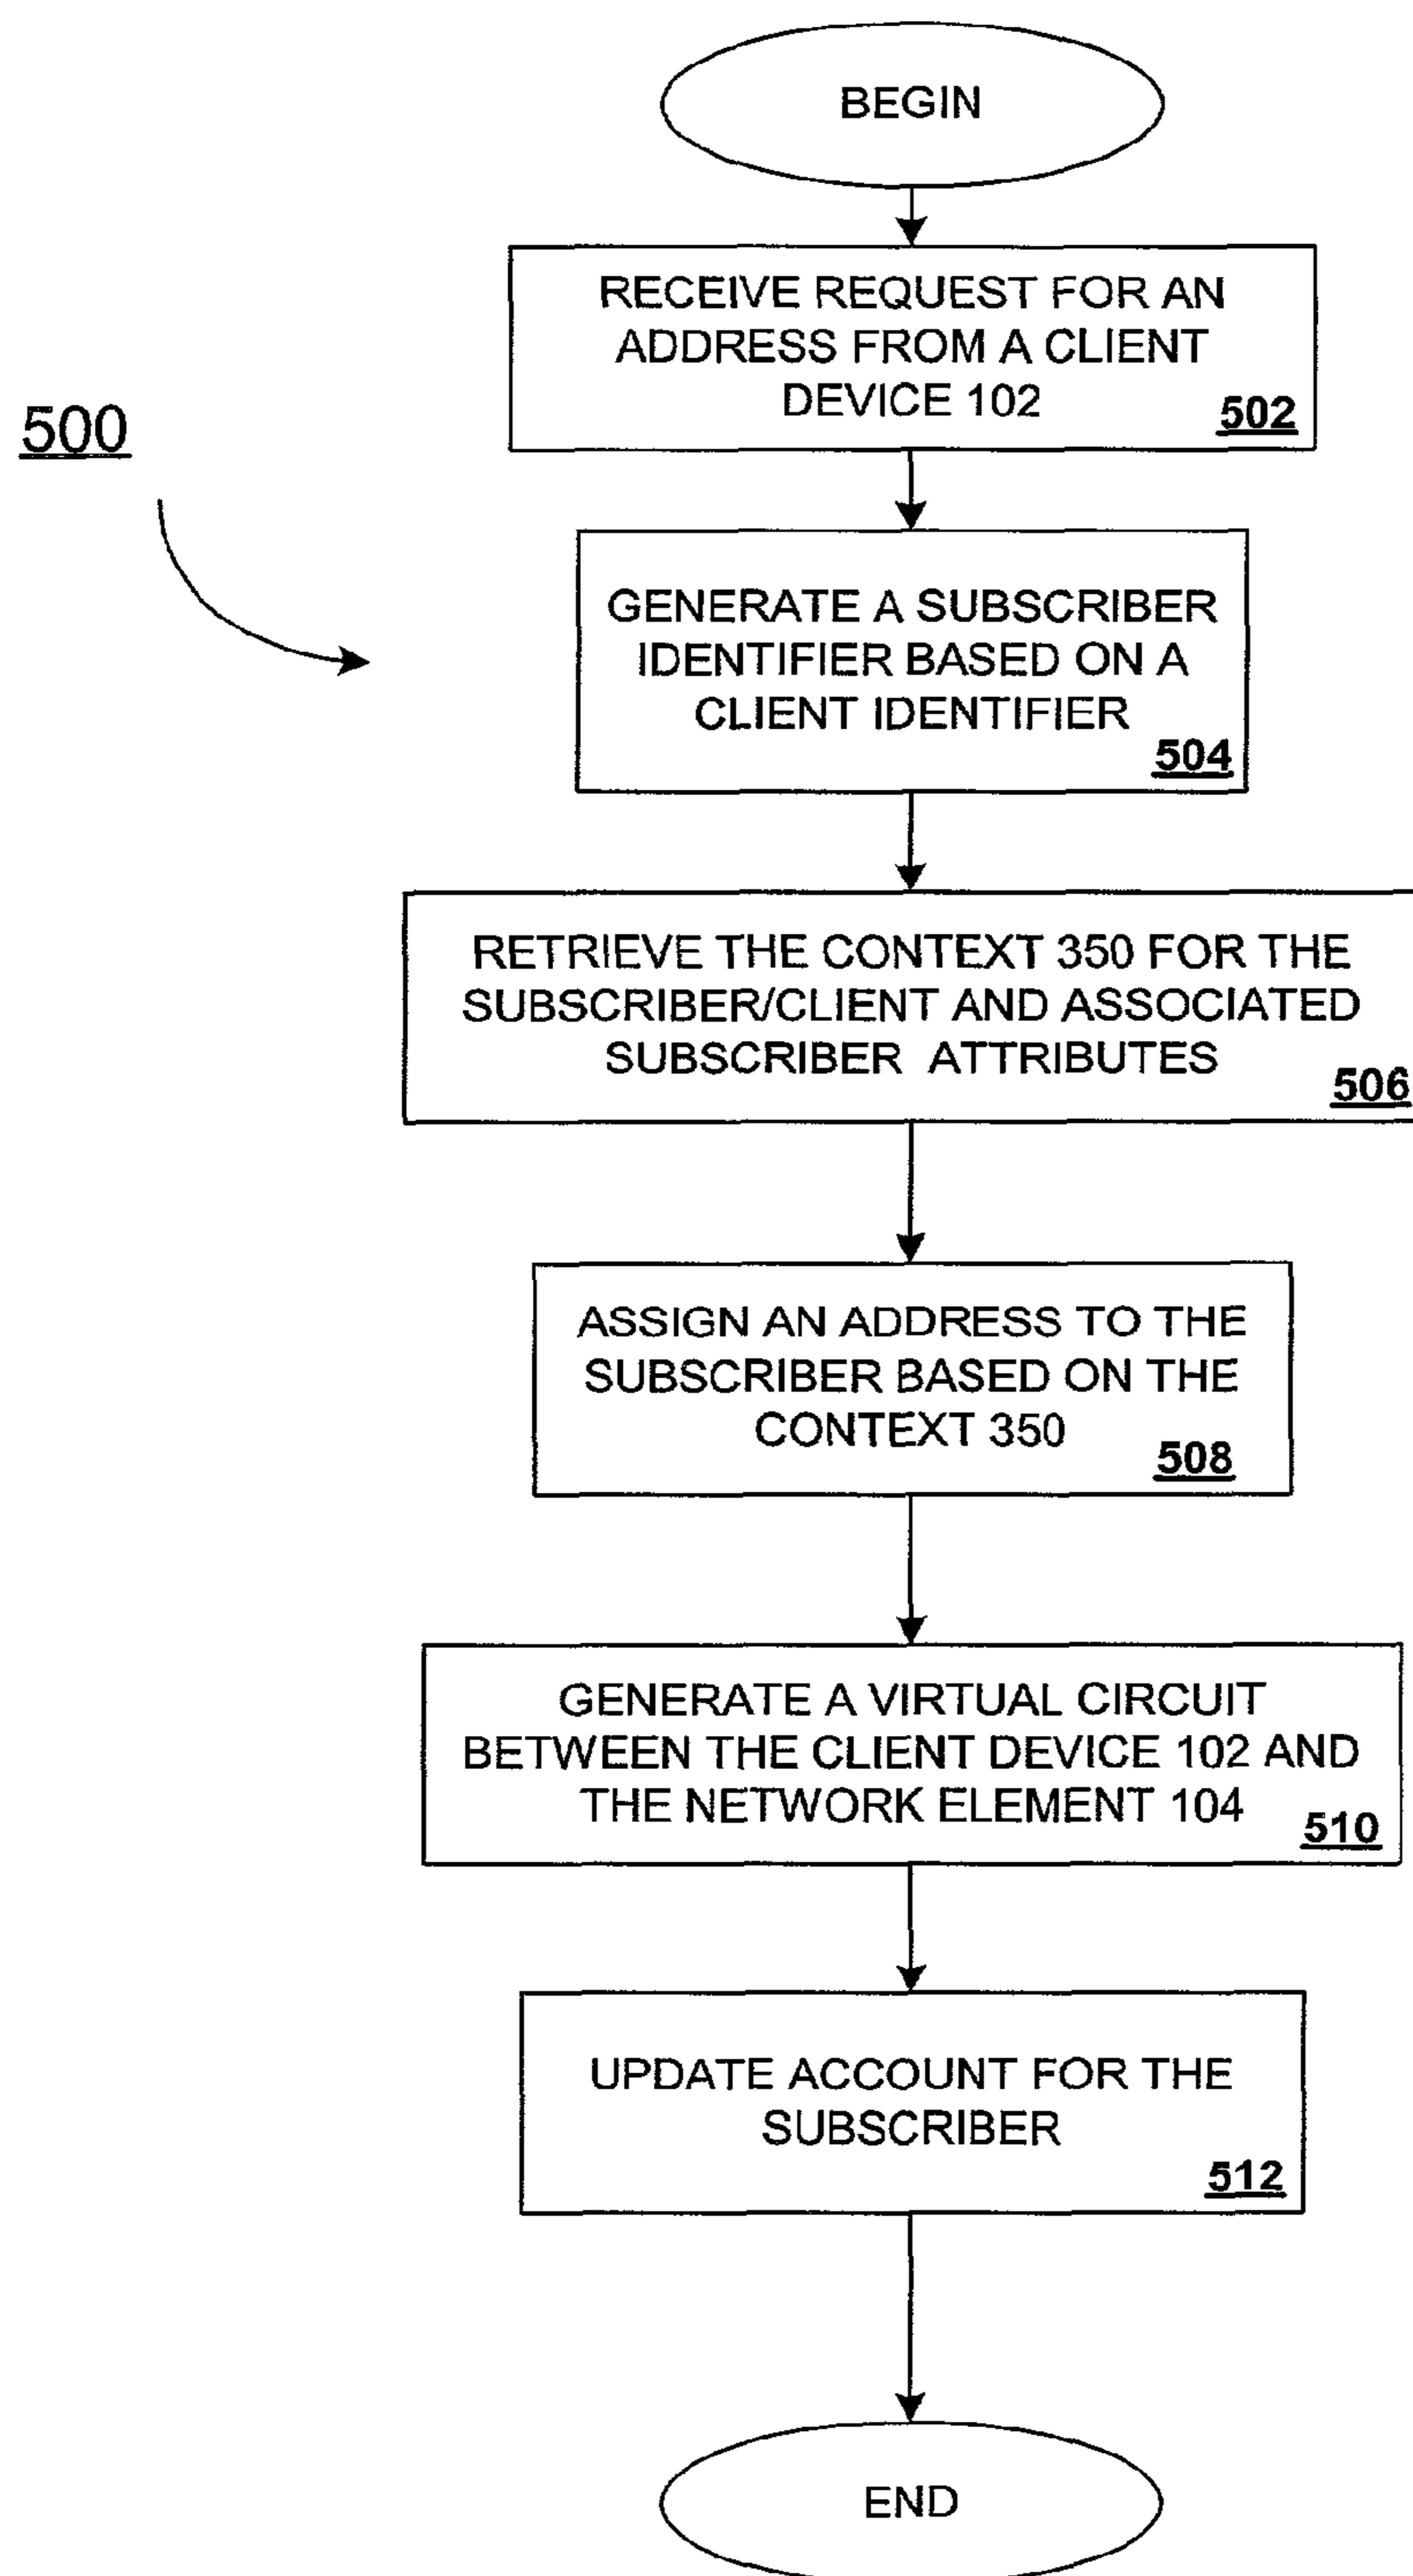 BEGIN
RECEIVE REQUEST FOR AN
ADDRESS FROM A CLIENT
DEVICE 102
502
500
GENERATE A SUBSCRIBER
IDENTIFIER BASED ON A
CLIENT IDENTIFIER
504
RETRIEVE THE CONTEXT 350 FOR THE
SUBSCRIBER/CLIENT AND ASSOCIATED
SUBSCRIBER ATTRIBUTES
506
ASSIGN AN ADDRESS TO THE
SUBSCRIBER BASED ON THE
CONTEXT 350
508
GENERATE A VIRTUAL CIRCUIT
BETWEEN THE CLIENT DEVICE 102 AND
THE NETWORK ELEMENT 104
510
UPDATE ACCOUNT FOR THE
SUBSCRIBER
512
END